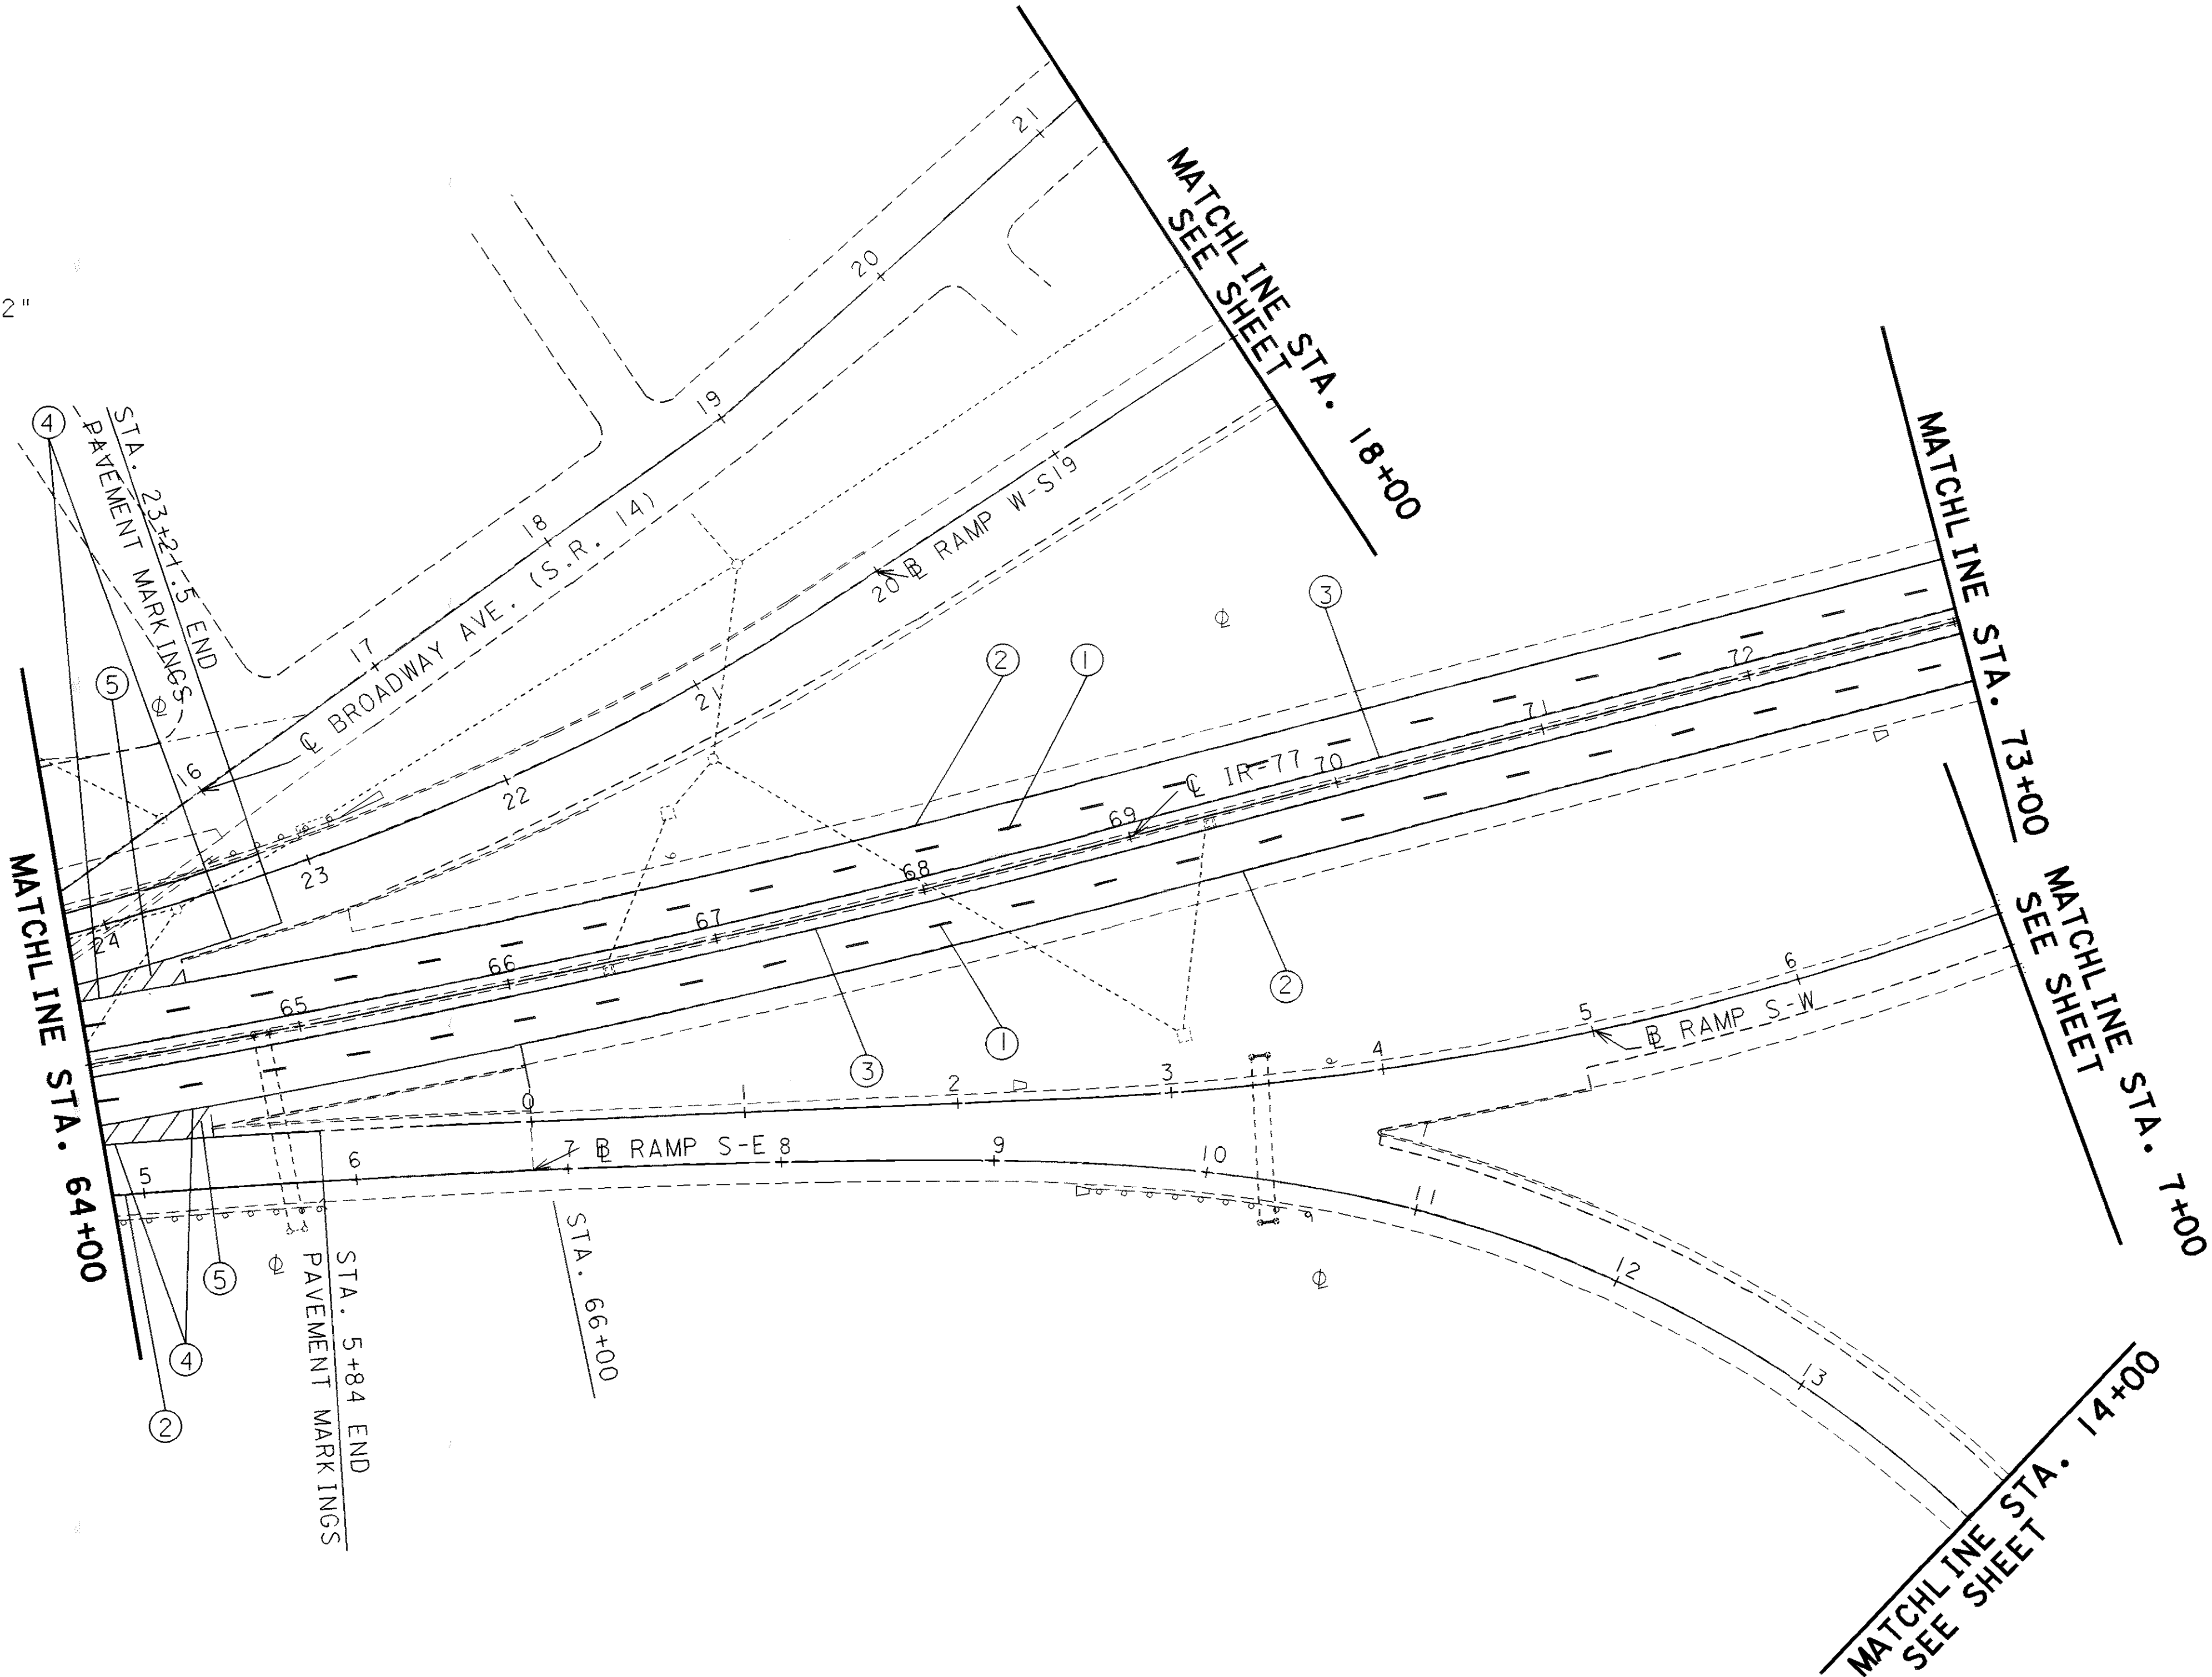 2"
21
20
19
18
17
16
℄ BROADWAY AVE. (S.R. 14)
MATCHLINE STA. 18+00
SEE SHEET
℄ RAMP W-S
19
20
21
22
23
24
4
5
STA. 23+21.5 END
PAVEMENT MARKINGS
MATCHLINE STA. 64+00
2
1
3
℄ IR-77
65
66
67
68
69
70
71
72
MATCHLINE STA. 73+00
2
1
3
MATCHLINE STA. 7+00
SEE SHEET
℄ RAMP S-W
0
1
2
3
4
5
6
℄ RAMP S-E
5
6
7
8
9
10
11
12
13
5
4
2
STA. 5+84 END
PAVEMENT MARKINGS
STA. 66+00
MATCHLINE STA. 14+00
SEE SHEET